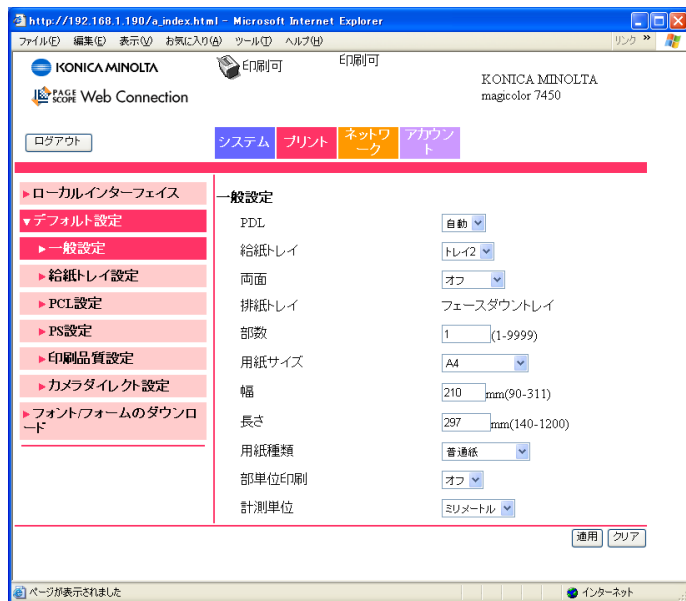 http://192.168.1.190/a_index.html - Microsoft Internet Explorer
ファイル(F) 編集(E) 表示(V) お気に入り(A) ツール(T) ヘルプ(H) リンク »
KONICA MINOLTA
印刷可 印刷可
KONICA MINOLTA
magicolor 7450
PAGE SCOPE Web Connection
ログアウト
システム プリント ネットワーク アカウント
ローカルインターフェイス
デフォルト設定
一般設定
給紙トレイ設定
PCL設定
PS設定
印刷品質設定
カメラダイレクト設定
フォント/フォームのダウンロ
ード
一般設定
PDL 自動
給紙トレイ トレイ2
両面 オフ
排紙トレイ フェースダウントレイ
部数 1 (1-9999)
用紙サイズ A4
幅 210 mm(90-311)
長さ 297 mm(140-1200)
用紙種類 普通紙
部単位印刷 オフ
計測単位 ミリメートル
適用 クリア
ページが表示されました インターネット